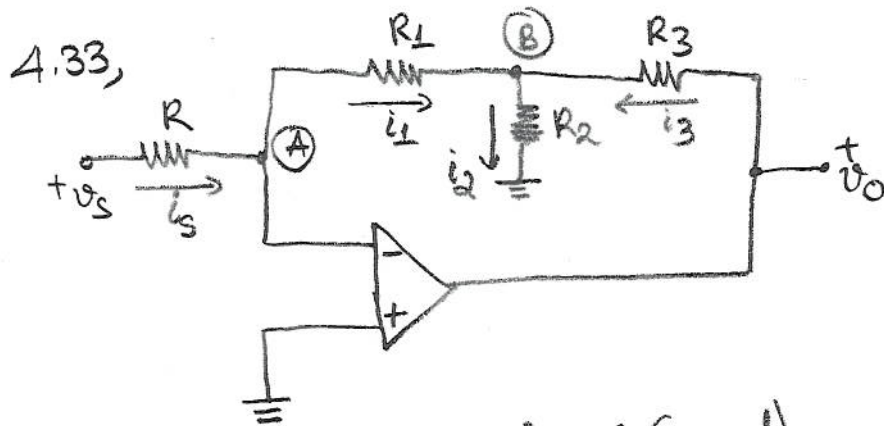 4.33,
R1
B
R3
R
A
i1
i2
R2
i3
+vs
is
+
vo
-
+